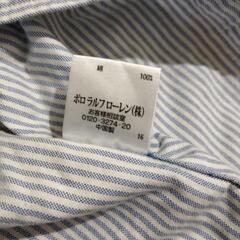 綿 100%
ポロ ラルフ ローレン(株)
お客様相談室
0120-3274-20
中国製
16